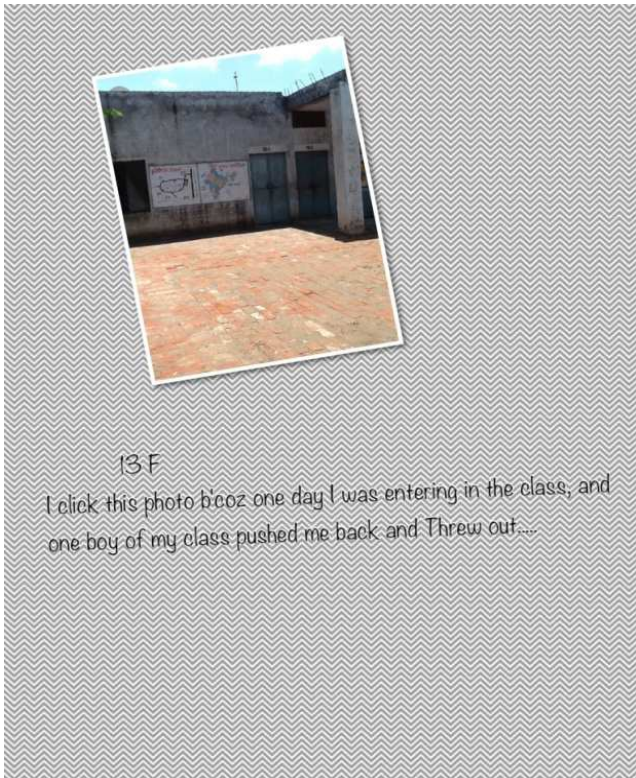 13 F
I click this photo b'coz one day I was entering in the class, and
one boy of my class pushed me back and Threw out.....